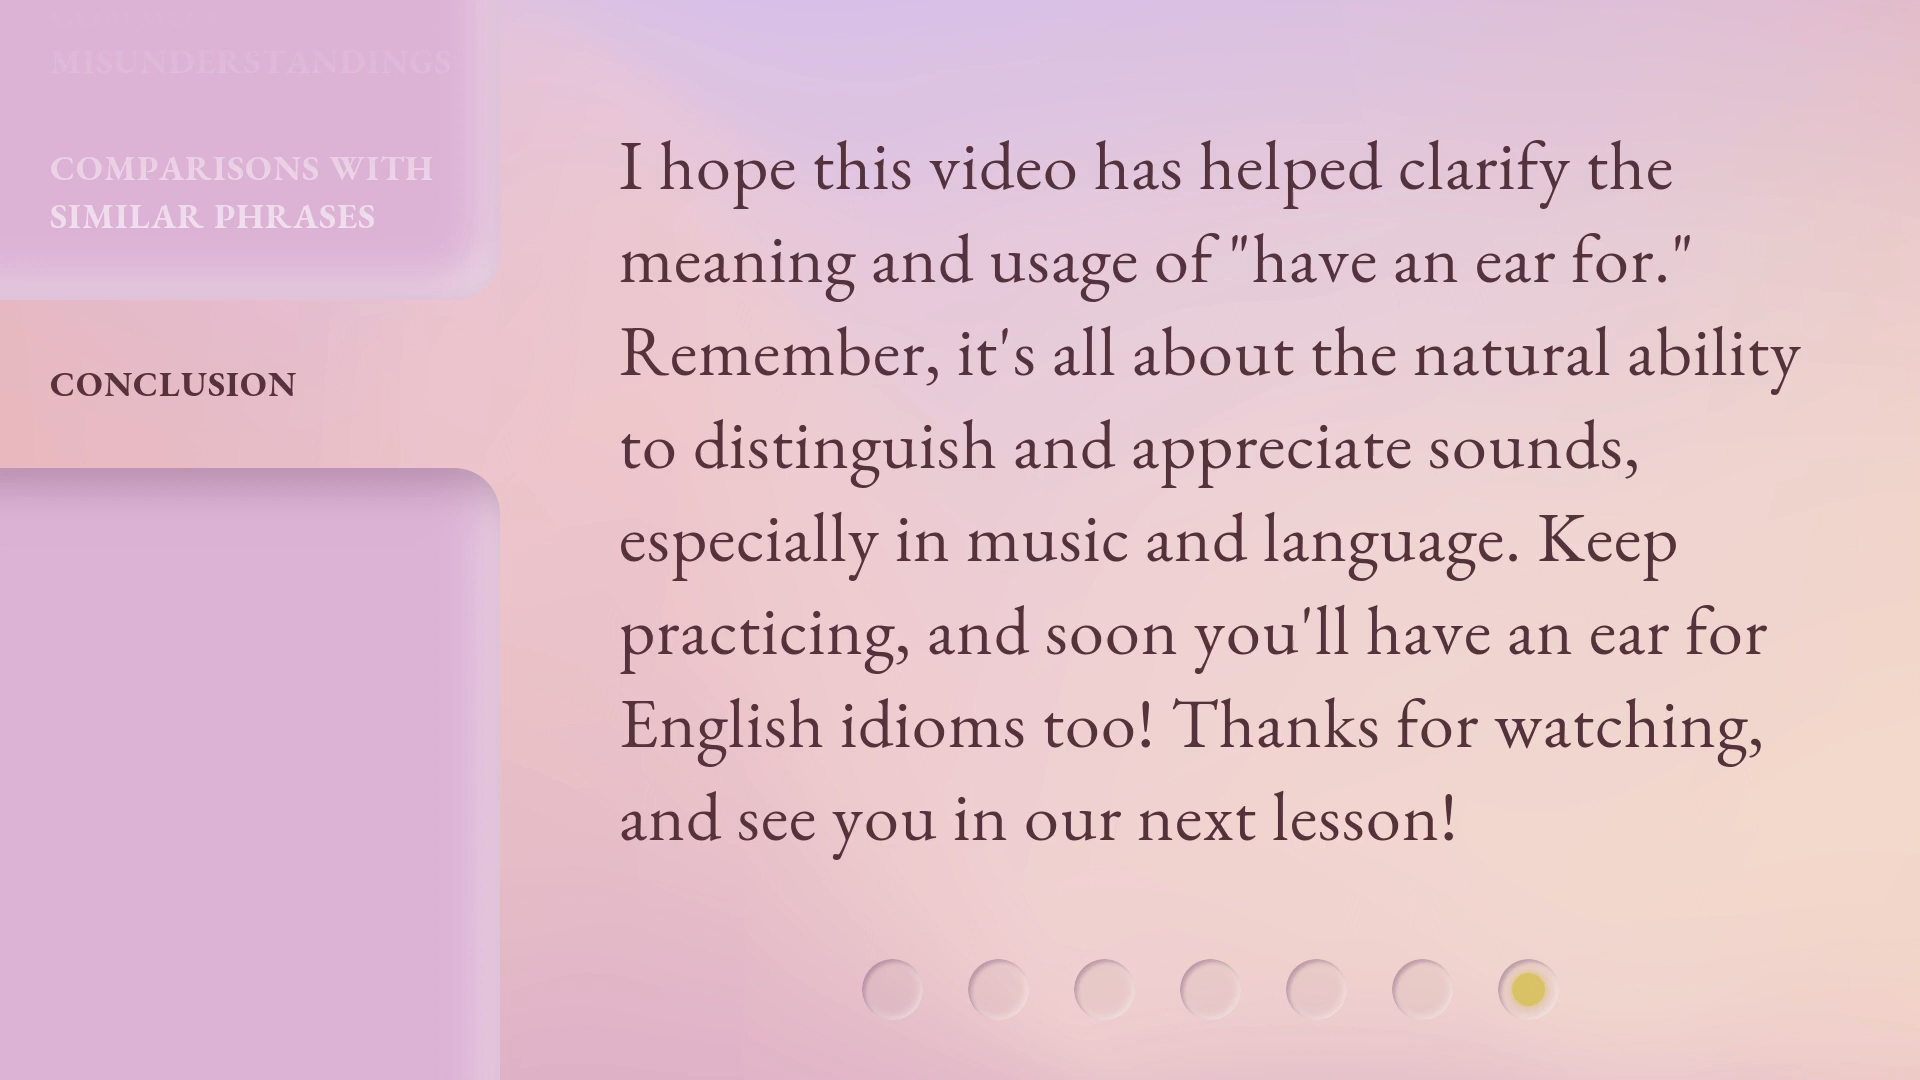 MISUNDERSTANDINGS
COMPARISONS WITH
SIMILAR PHRASES
CONCLUSION
I hope this video has helped clarify the
meaning and usage of "have an ear for."
Remember, it's all about the natural ability
to distinguish and appreciate sounds,
especially in music and language. Keep
practicing, and soon you'll have an ear for
English idioms too! Thanks for watching,
and see you in our next lesson!